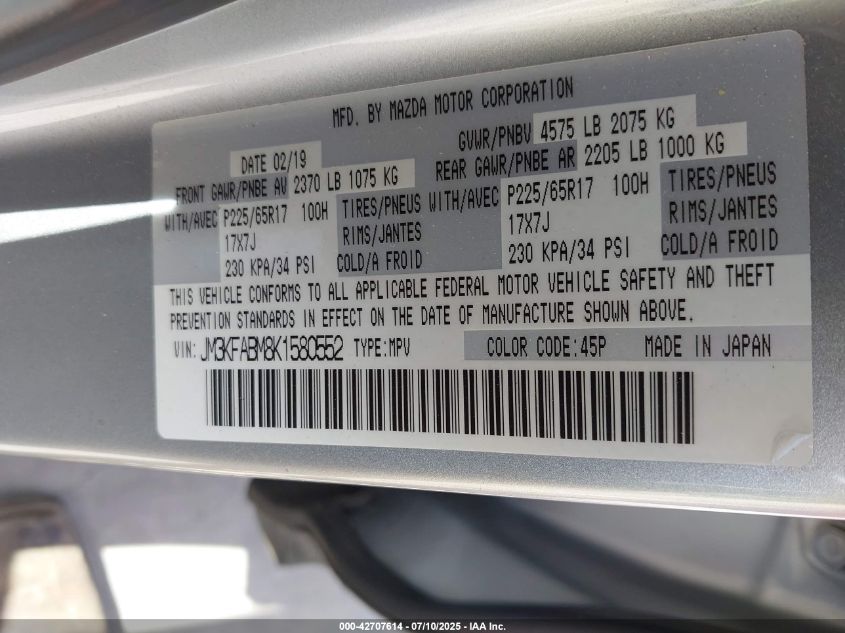 MFD. BY MAZDA MOTOR CORPORATION
DATE 02/19 GVWR/PNBV 4575 LB 2075 KG
FRONT GAWR/PNBE AV 2370 LB 1075 KG REAR GAWR/PNBE AR 2205 LB 1000 KG
WITH/AVEC P225/65R17 100H TIRES/PNEUS WITH/AVEC P225/65R17 100H TIRES/PNEUS
17X7J RIMS/JANTES 17X7J RIMS/JANTES
230 KPA/34 PSI COLD/A FROID 230 KPA/34 PSI COLD/A FROID
THIS VEHICLE CONFORMS TO ALL APPLICABLE FEDERAL MOTOR VEHICLE SAFETY AND THEFT
PREVENTION STANDARDS IN EFFECT ON THE DATE OF MANUFACTURE SHOWN ABOVE.
VIN: JM3KFABM8K1580552 TYPE:MPV COLOR CODE:45P MADE IN JAPAN
000-42707614 - 07/10/2025 - IAA Inc.